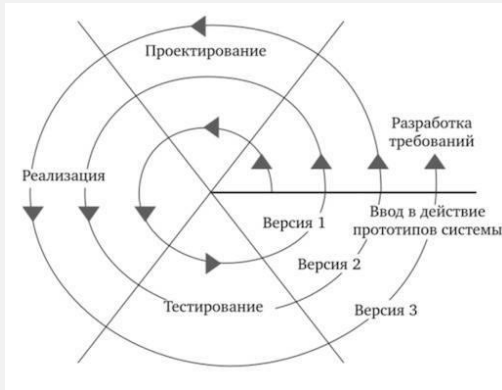 Проектирование
Разработка
требований
Реализация
Ввод в действие
прототипов системы
Версия 1
Версия 2
Тестирование
Версия 3